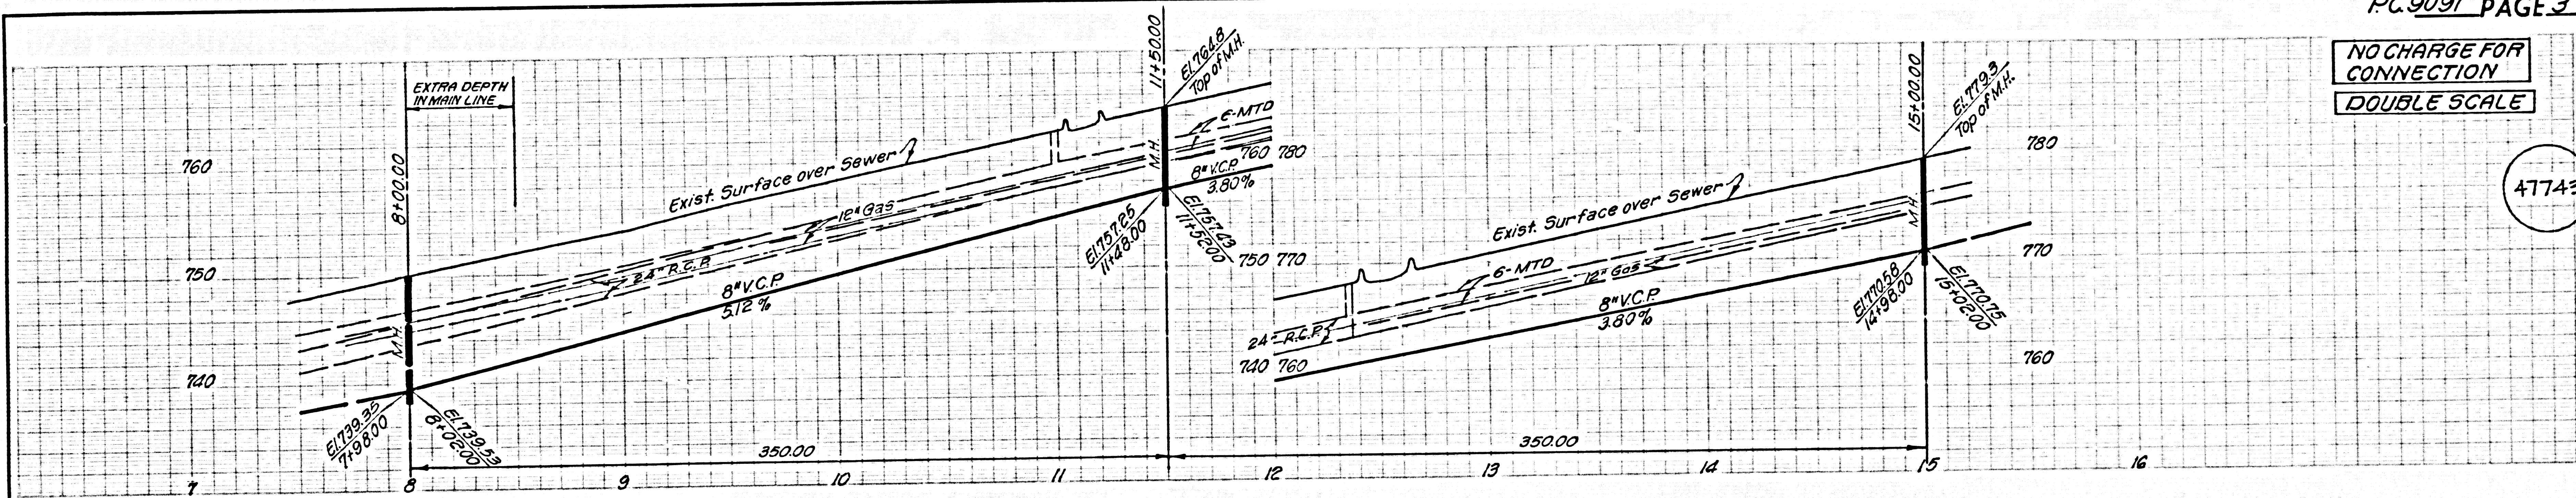 P.C. 9091 PAGE 3
NO CHARGE FOR
CONNECTION
DOUBLE SCALE
47743
EXTRA DEPTH
IN MAIN LINE
8+00.00
11+50.00
El. 764.8
Top of M.H.
15+00.00
El. 779.3
Top of M.H.
760
750
740
Exist. Surface over Sewer
12" Gas
24" R.C.P.
8" V.C.P.
5.12%
M.H.
M.H.
6-MTD
760 780
8" V.C.P.
3.80%
750 770
740 760
El. 739.35
7+98.00
El. 739.53
8+02.00
El. 757.25
11+48.00
El. 757.43
11+52.00
Exist. Surface over Sewer
6-MTD
12" Gas
24" R.C.P.
8" V.C.P.
3.80%
M.H.
El. 770.58
14+98.00
El. 770.75
15+02.00
780
770
760
350.00
350.00
7 8 9 10 11 12 13 14 15 16